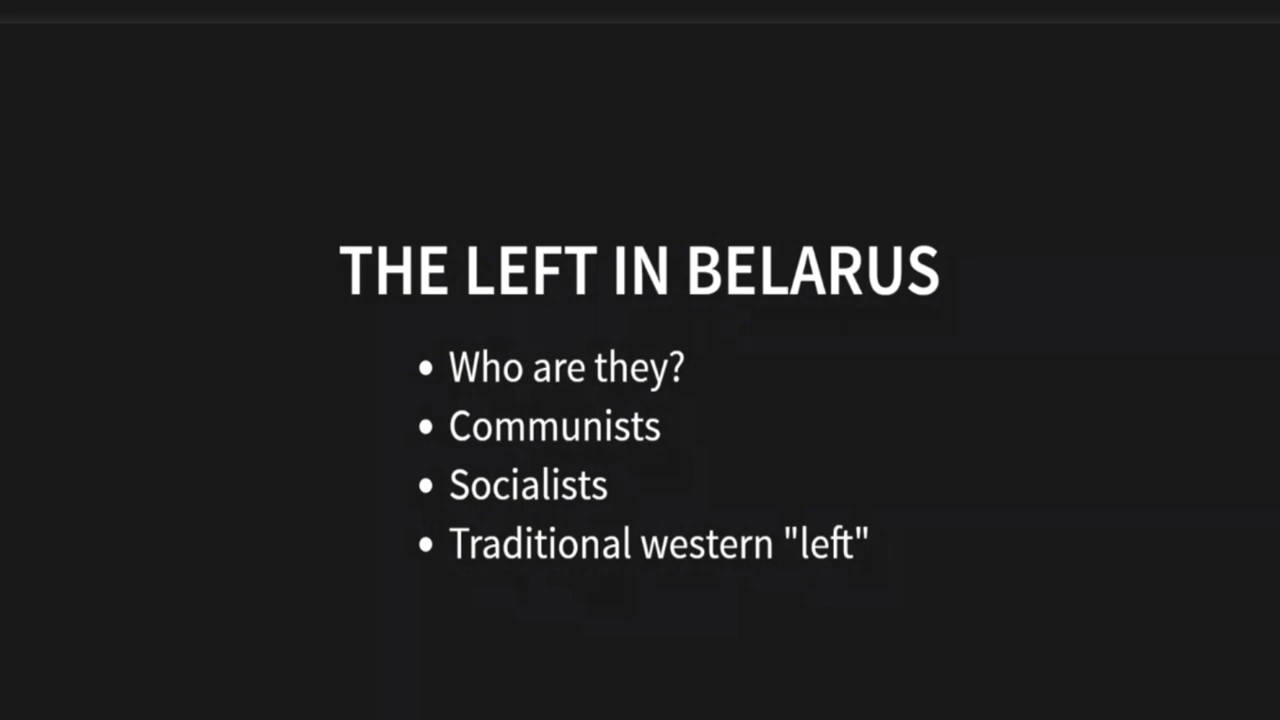 THE LEFT IN BELARUS
• Who are they?
• Communists
• Socialists
• Traditional western "left"